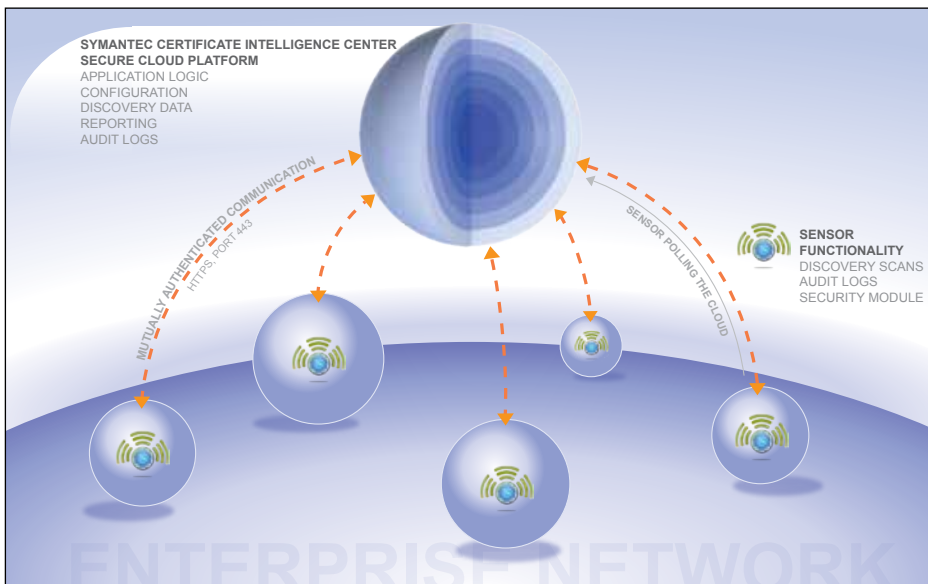 SYMANTEC CERTIFICATE INTELLIGENCE CENTER
SECURE CLOUD PLATFORM
APPLICATION LOGIC
CONFIGURATION
DISCOVERY DATA
REPORTING
AUDIT LOGS
MUTUALLY AUTHENTICATED COMMUNICATION
HTTPS, PORT 443
SENSOR POLLING THE CLOUD
SENSOR
FUNCTIONALITY
DISCOVERY SCANS
AUDIT LOGS
SECURITY MODULE
ENTERPRISE NETWORK